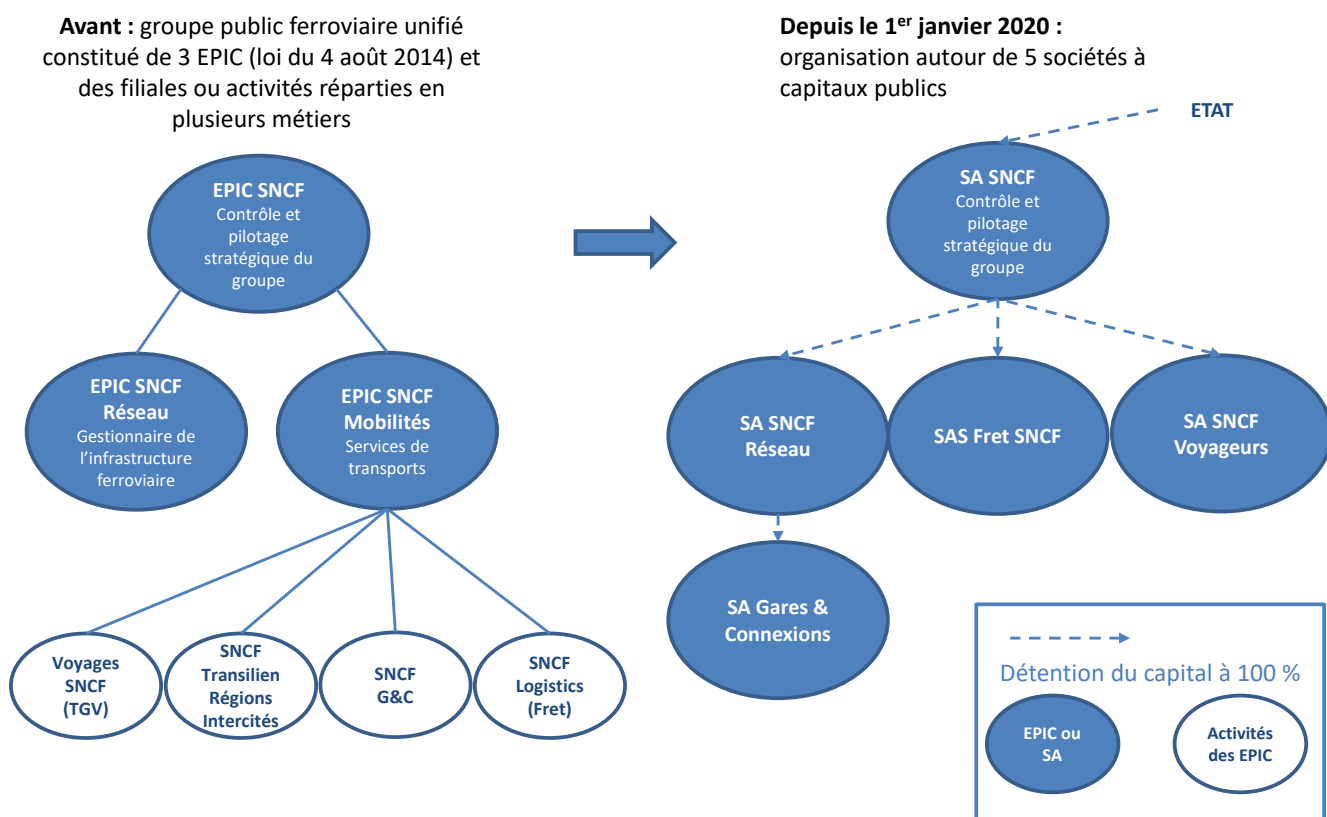 Avant : groupe public ferroviaire unifié
constitué de 3 EPIC (loi du 4 août 2014) et
des filiales ou activités réparties en
plusieurs métiers
EPIC SNCF
Contrôle et
pilotage
stratégique du
groupe
EPIC SNCF
Réseau
Gestionnaire de
l’infrastructure
ferroviaire
EPIC SNCF
Mobilités
Services de
transports
Voyages
SNCF
(TGV)
SNCF
Transilien
Régions
Intercités
SNCF
G&C
SNCF
Logistics
(Fret)
Depuis le 1er janvier 2020 :
organisation autour de 5 sociétés à
capitaux publics
ETAT
SA SNCF
Contrôle et
pilotage
stratégique du
groupe
SA SNCF
Réseau
SAS Fret SNCF
SA SNCF
Voyageurs
SA Gares &
Connexions
Détention du capital à 100 %
EPIC ou
SA
Activités
des EPIC